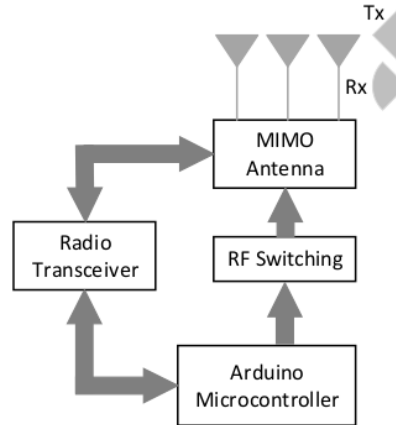 Tx
Rx
MIMO
Antenna
Radio
Transceiver
RF Switching
Arduino
Microcontroller